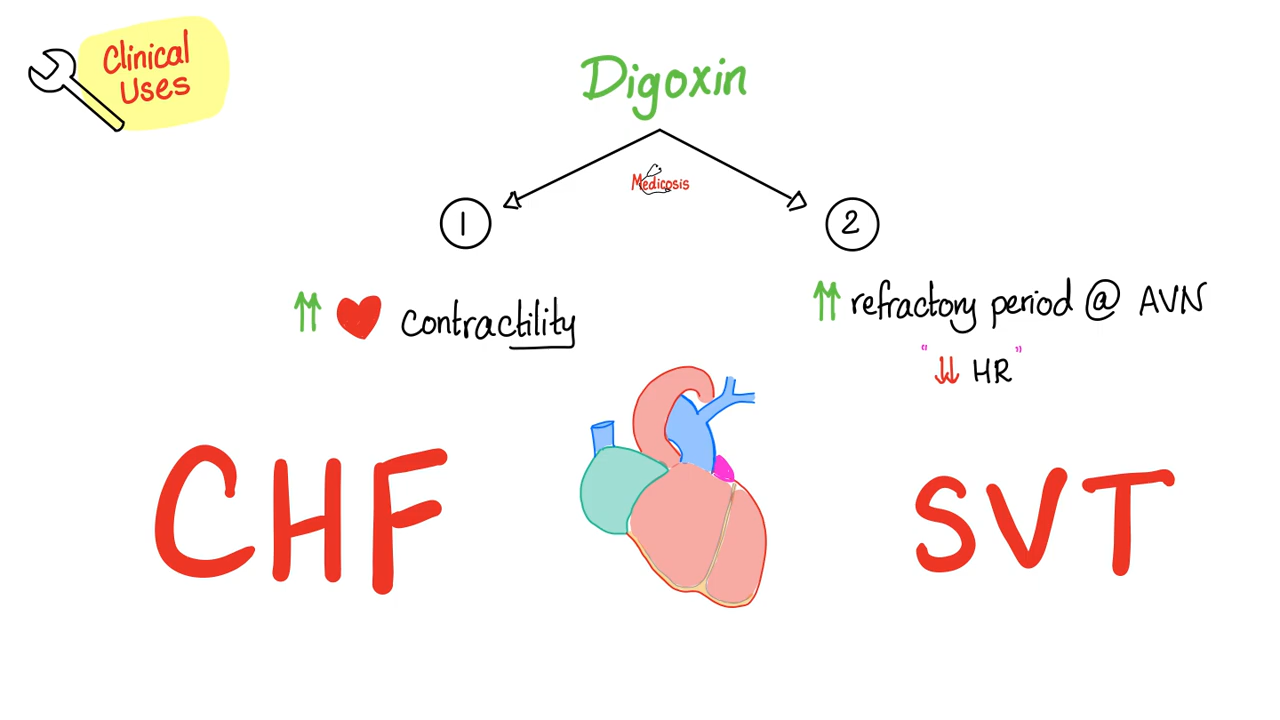 Clinical
Uses
Digoxin
Medicosis
1
2
↑↑ ❤ contractility
↑↑ refractory period @ AVN
"↓↓ HR"
CHF
SVT